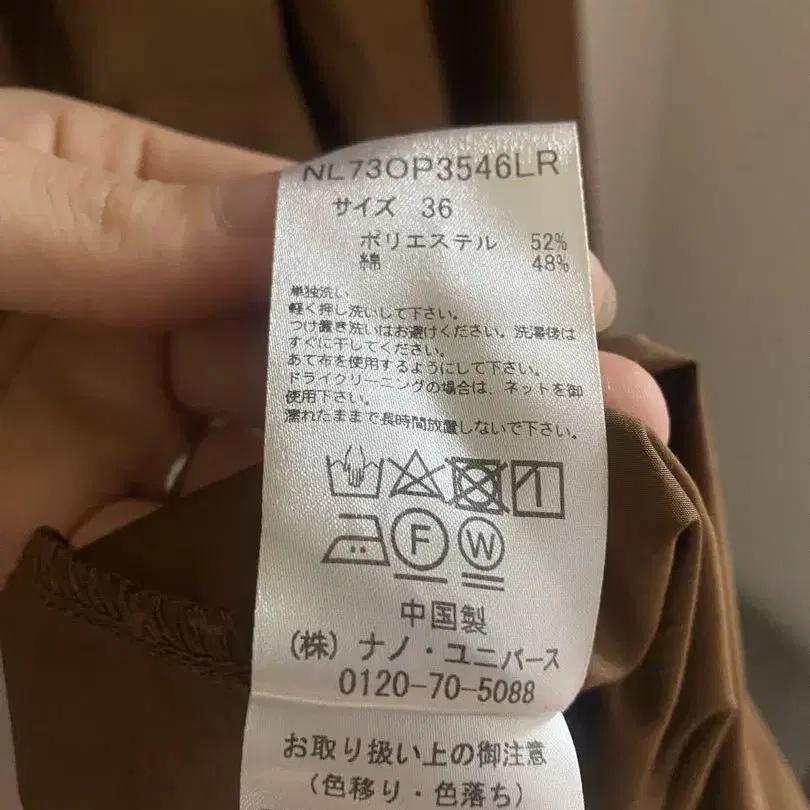 NL73OP3546LR
サイズ 36
ポリエステル 52%
綿 48%
単独洗い
軽く押し洗いして下さい。
つけ置き洗いはお避けください。洗濯後は
すぐに干してください。
あて布を使用するようにして下さい。
ドライクリーニングの場合は、ネットを御
使用下さい。
濡れたままで長時間放置しないで下さい。
F W
中国製
(株) ナノ・ユニバース
0120-70-5088
お取り扱い上の御注意
(色移り・色落ち)